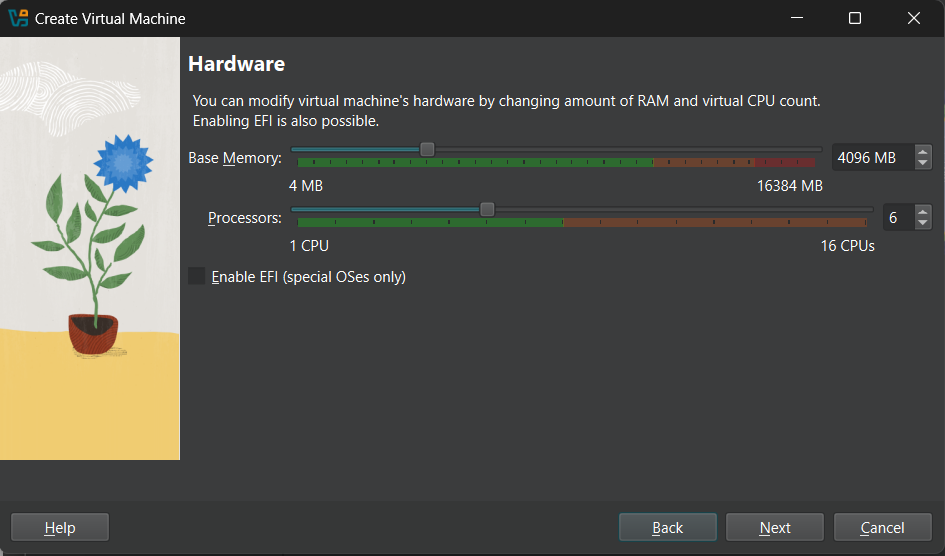 Create Virtual Machine
Hardware
You can modify virtual machine's hardware by changing amount of RAM and virtual CPU count.
Enabling EFI is also possible.
Base Memory:
4096 MB
4 MB
16384 MB
Processors:
6
1 CPU
16 CPUs
Enable EFI (special OSes only)
Help
Back
Next
Cancel